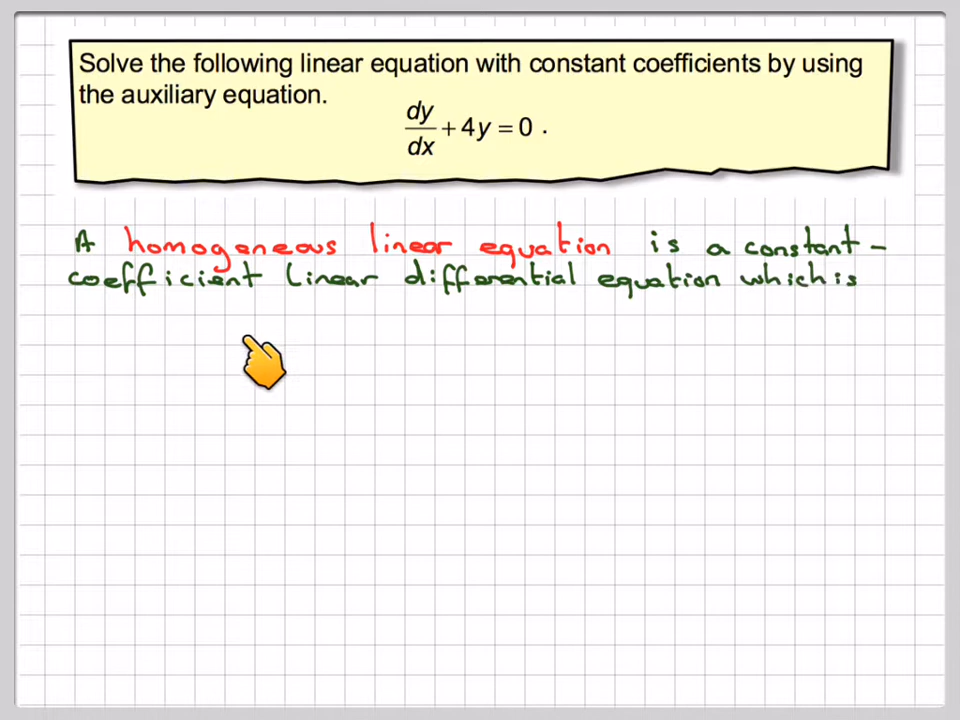 Solve the following linear equation with constant coefficients by using
the auxiliary equation.
dy/dx + 4y = 0 .
A homogeneous linear equation is a constant-
coefficient linear differential equation which is